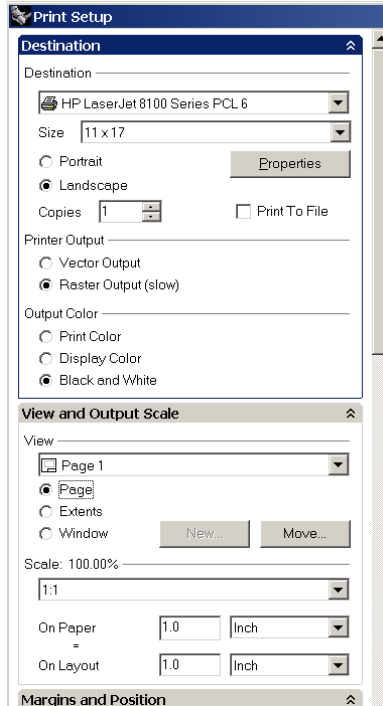 Print Setup
Destination
Destination
HP LaserJet 8100 Series PCL 6
Size 11 x 17
Portrait Properties
Landscape
Copies 1 Print To File
Printer Output
Vector Output
Raster Output (slow)
Output Color
Print Color
Display Color
Black and White
View and Output Scale
View
Page 1
Page
Extents
Window New... Move...
Scale: 100.00%
1:1
On Paper 1.0 Inch
=
On Layout 1.0 Inch
Margins and Position